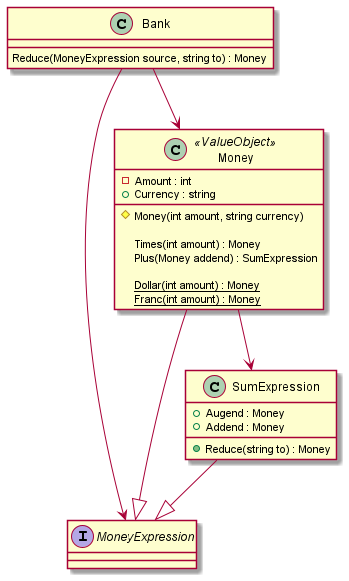 C Bank
Reduce(MoneyExpression source, string to) : Money
C «ValueObject»
Money
Amount : int
Currency : string
Money(int amount, string currency)
Times(int amount) : Money
Plus(Money addend) : SumExpression
Dollar(int amount) : Money
Franc(int amount) : Money
C SumExpression
Augend : Money
Addend : Money
Reduce(string to) : Money
I MoneyExpression